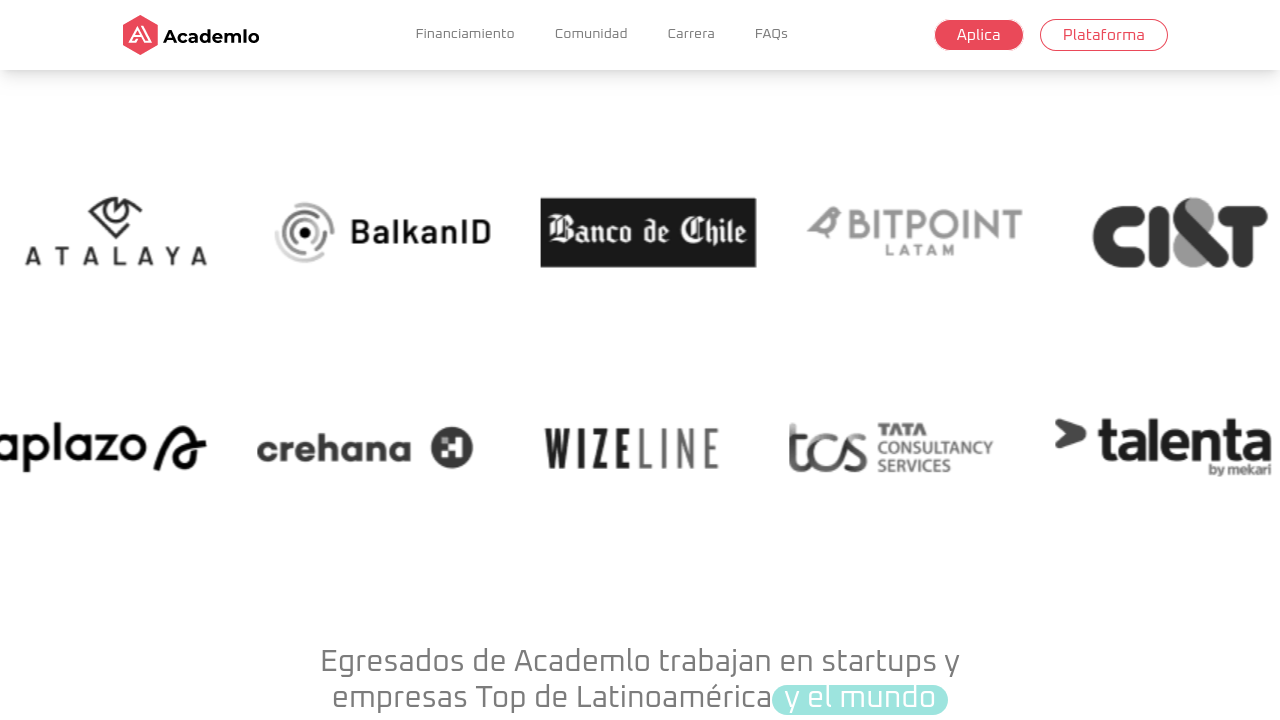 Academlo
Financiamiento
Comunidad
Carrera
FAQs
Aplica
Plataforma
ATALAYA
BalkanID
Banco de Chile
BITPOINT
LATAM
CI&T
aplazo
crehana
WIZELINE
tcs TATA
CONSULTANCY
SERVICES
talenta
by mekari
Egresados de Academlo trabajan en startups y
empresas Top de Latinoamérica y el mundo